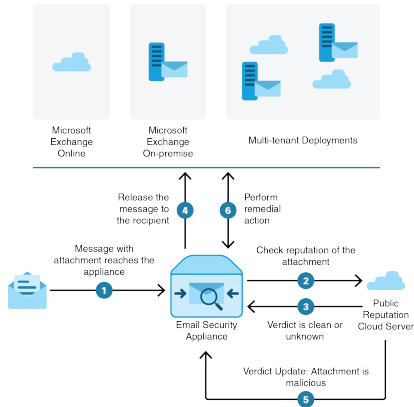 Microsoft
Exchange
Online
Microsoft
Exchange
On-premise
Multi-tenant Deployments
Release the
message to
the recipient
4
6
Perform
remedial
action
Message with
attachment reaches the
appliance
1
Check reputation of the
attachment
2
3
Verdict is clean or
unknown
Email Security
Appliance
Public
Reputation
Cloud Server
Verdict Update: Attachment is
malicious
5